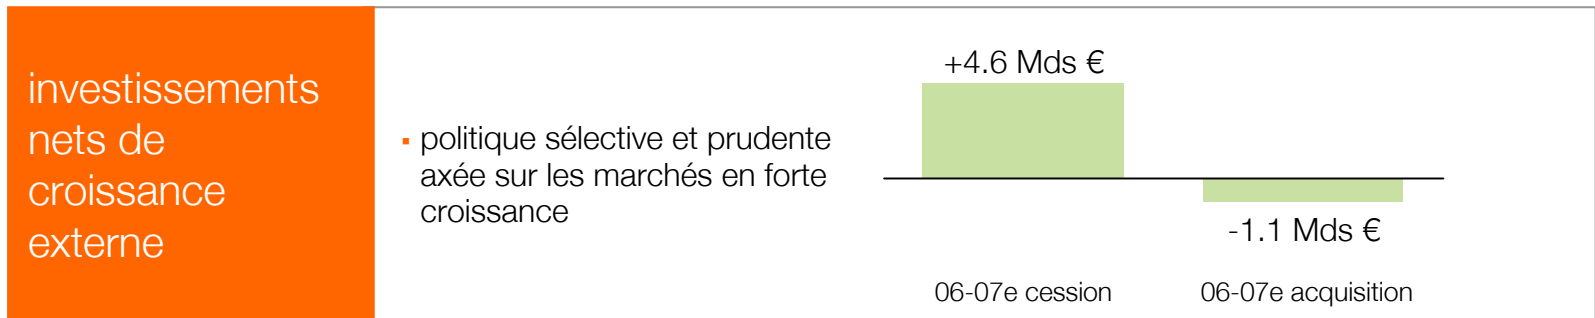 investissements
nets de
croissance
externe
▪ politique sélective et prudente
axée sur les marchés en forte
croissance
+4.6 Mds €
-1.1 Mds €
06-07e cession
06-07e acquisition